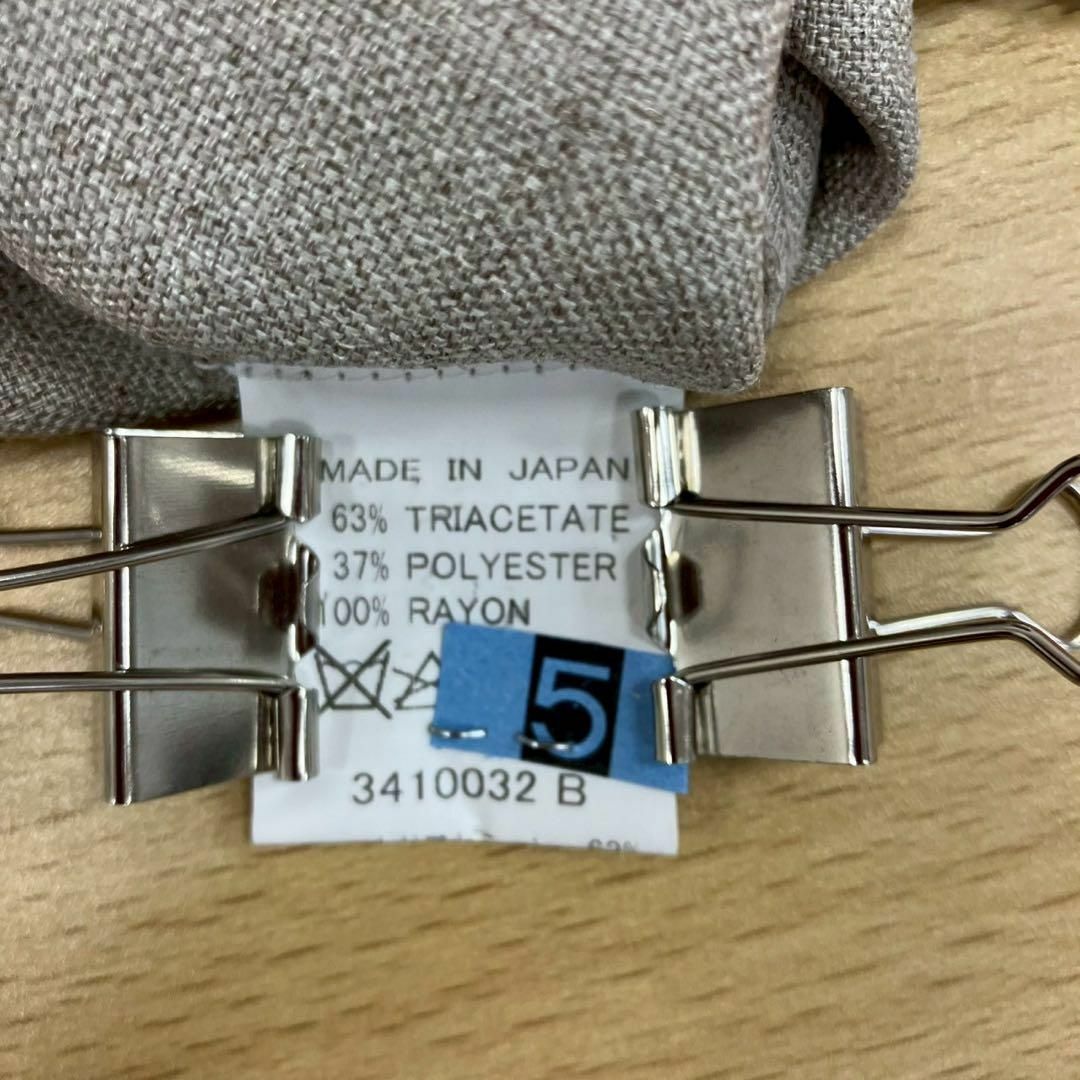 MADE IN JAPAN
63% TRIACETATE
37% POLYESTER
100% RAYON
5
3410032 B